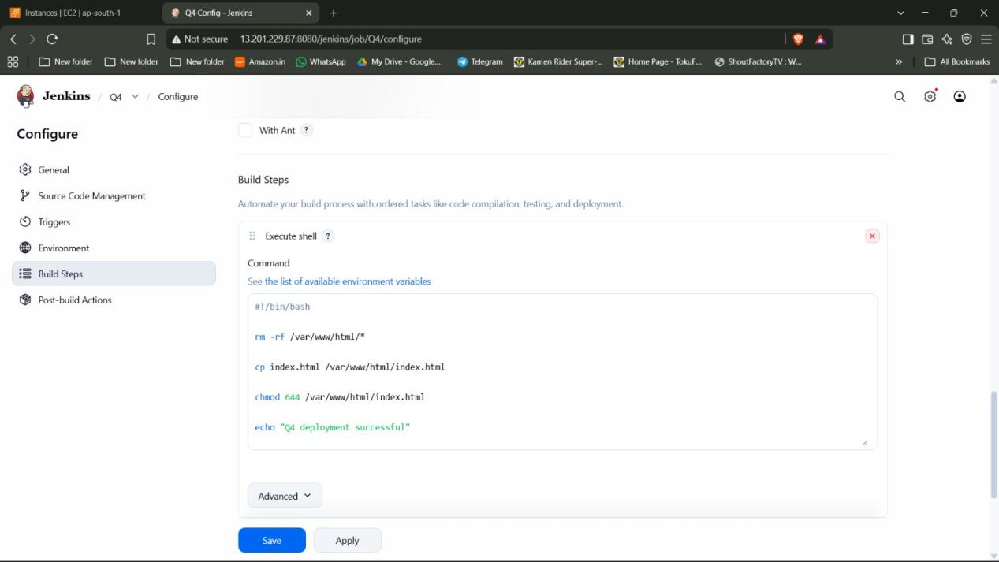 Instances | EC2 | ap-south-1
Q4 Config - Jenkins
Not secure 13.201.229.87:8080/jenkins/job/Q4/configure
New folder New folder New folder Amazon.in WhatsApp My Drive - Google... Telegram Kamen Rider Super-... Home Page - TokuF... ShoutFactoryTV : W... » All Bookmarks
Jenkins / Q4 / Configure
Configure
General
Source Code Management
Triggers
Environment
Build Steps
Post-build Actions
With Ant ?
Build Steps
Automate your build process with ordered tasks like code compilation, testing, and deployment.
Execute shell ?
Command
See the list of available environment variables
#!/bin/bash
rm -rf /var/www/html/*
cp index.html /var/www/html/index.html
chmod 644 /var/www/html/index.html
echo "Q4 deployment successful"
Advanced
Save Apply